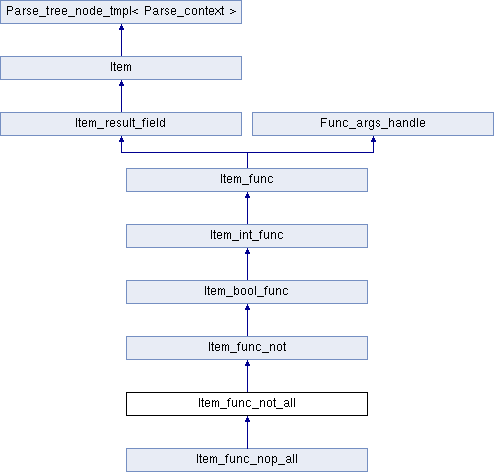 Parse_tree_node_tmpl< Parse_context >
Item
Item_result_field
Func_args_handle
Item_func
Item_int_func
Item_bool_func
Item_func_not
Item_func_not_all
Item_func_nop_all